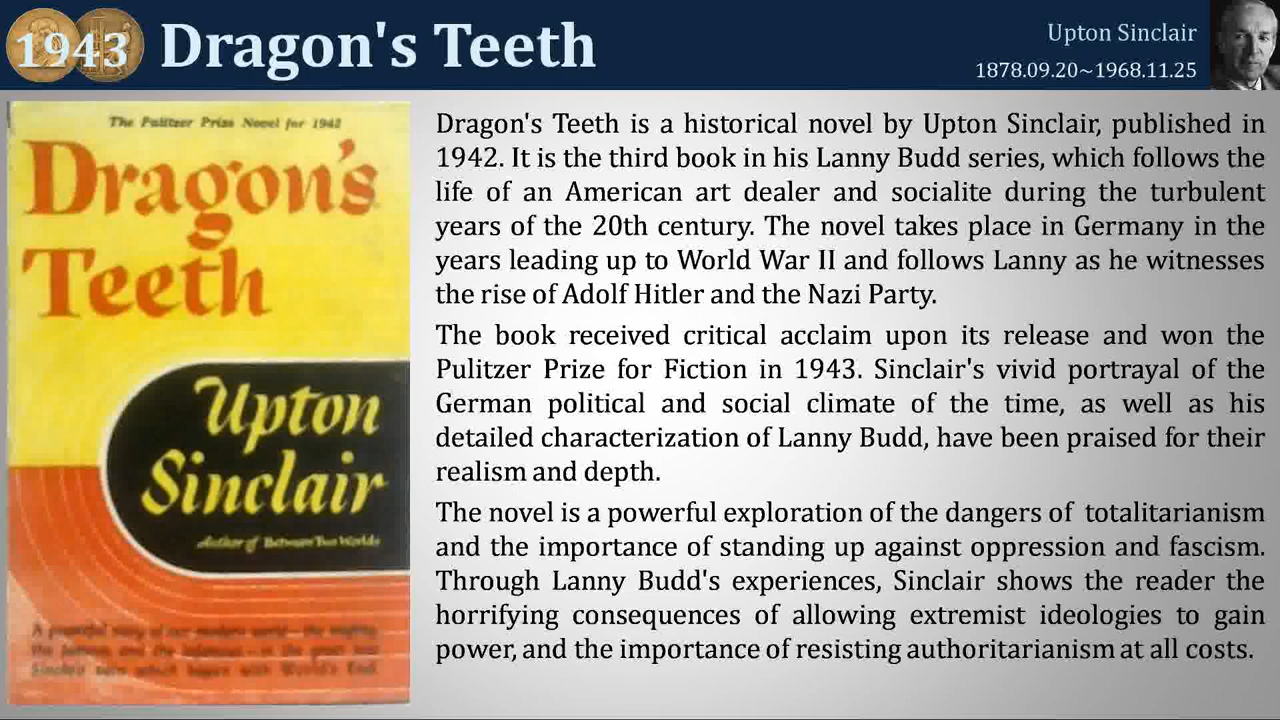 1943 Dragon's Teeth
Upton Sinclair
1878.09.20~1968.11.25
The Pulitzer Prize Novel for 1942
Dragon's
Teeth
Upton
Sinclair
Author of Between Two Worlds
Dragon's Teeth is a historical novel by Upton Sinclair, published in
1942. It is the third book in his Lanny Budd series, which follows the
life of an American art dealer and socialite during the turbulent
years of the 20th century. The novel takes place in Germany in the
years leading up to World War II and follows Lanny as he witnesses
the rise of Adolf Hitler and the Nazi Party.
The book received critical acclaim upon its release and won the
Pulitzer Prize for Fiction in 1943. Sinclair's vivid portrayal of the
German political and social climate of the time, as well as his
detailed characterization of Lanny Budd, have been praised for their
realism and depth.
The novel is a powerful exploration of the dangers of totalitarianism
and the importance of standing up against oppression and fascism.
Through Lanny Budd's experiences, Sinclair shows the reader the
horrifying consequences of allowing extremist ideologies to gain
power, and the importance of resisting authoritarianism at all costs.